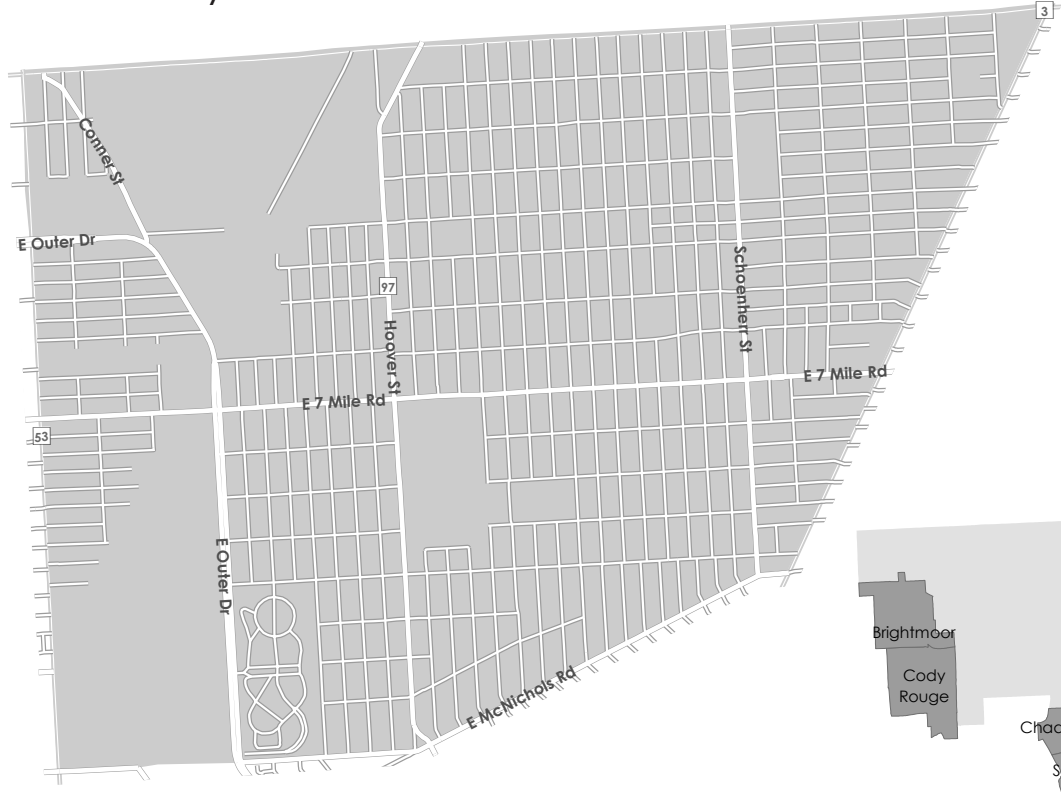 3
Conner St
E Outer Dr
97
Schoenherr St
Hoover St
E 7 Mile Rd
E 7 Mile Rd
53
E Outer Dr
E McNichols Rd
Brightmoor
Cody
Rouge
Chad
S